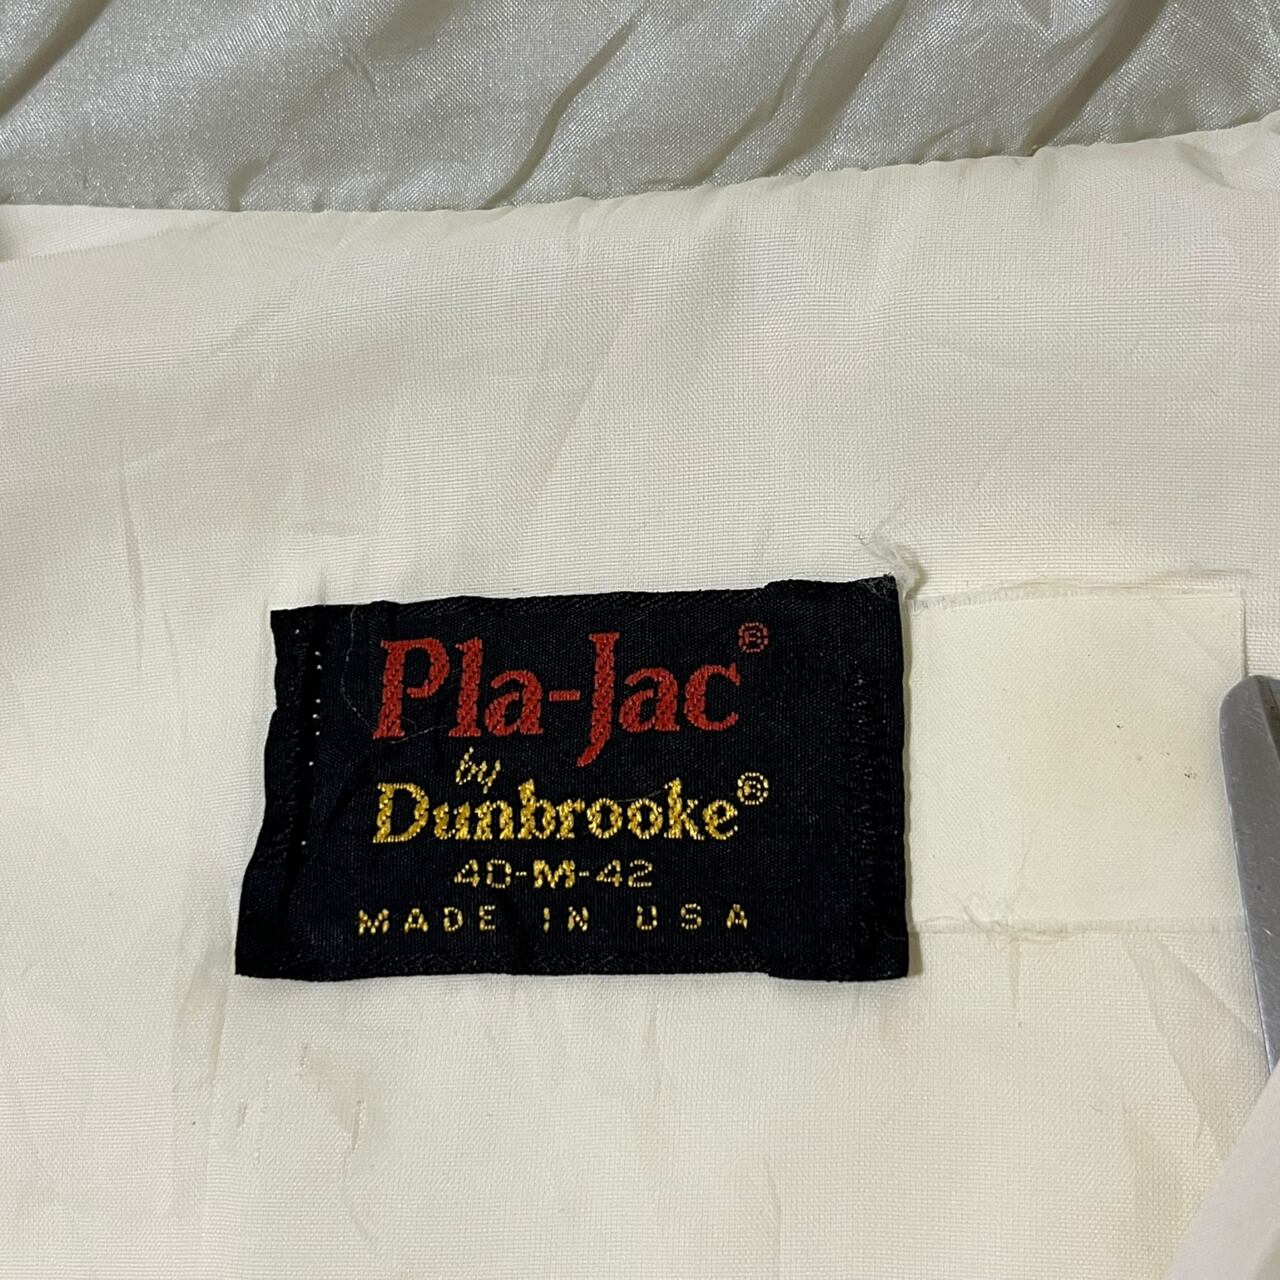 Pla-Jac®
by
Dunbrooke®
40-M-42
MADE IN USA